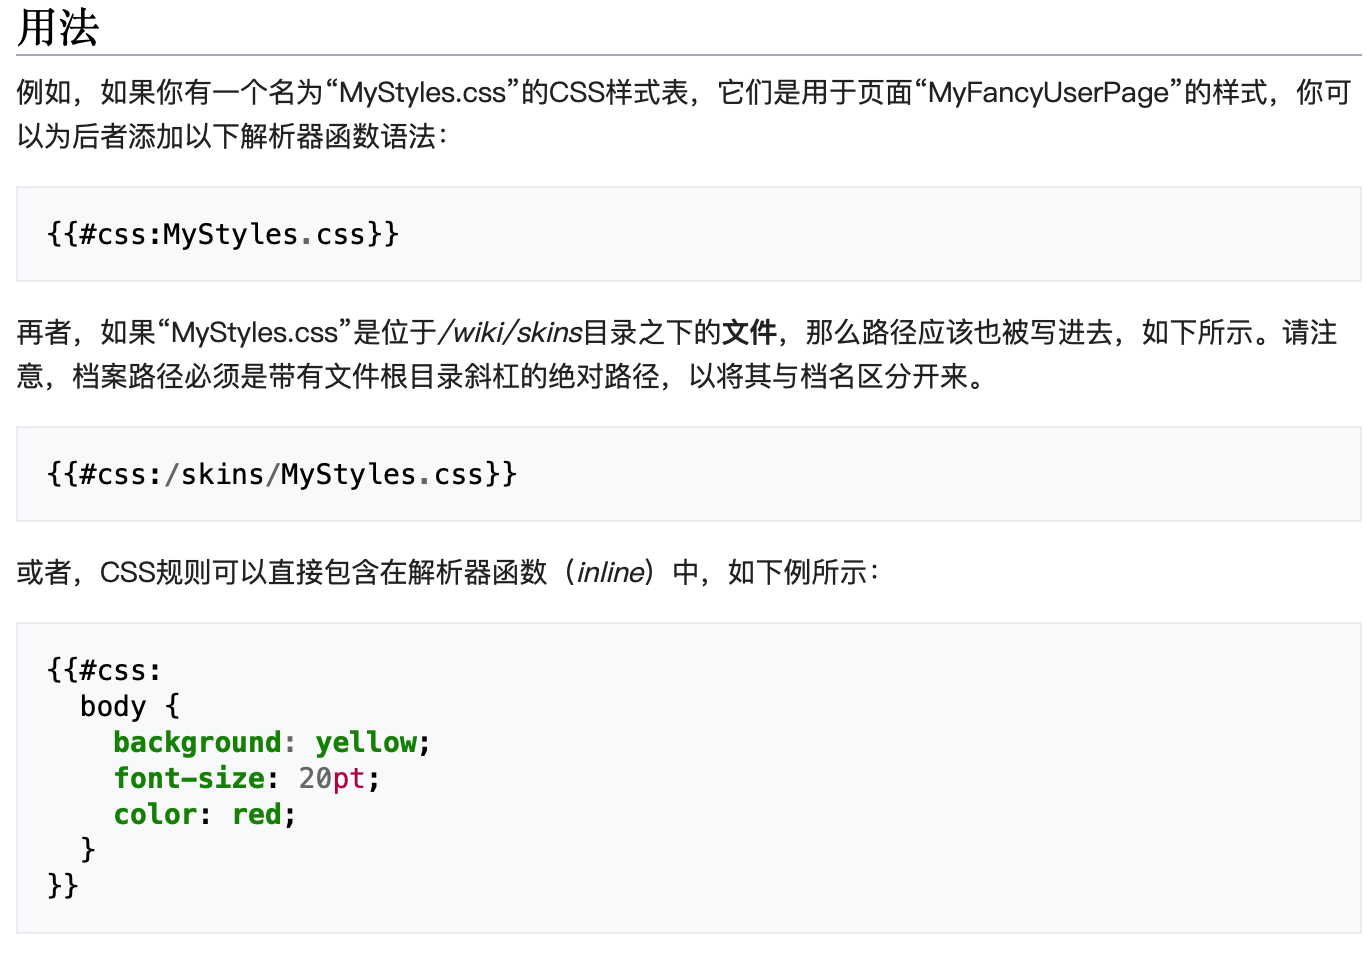 用法
例如，如果你有一个名为“MyStyles.css”的CSS样式表，它们是用于页面“MyFancyUserPage”的样式，你可
以为后者添加以下解析器函数语法：
{{#css:MyStyles.css}}
再者，如果“MyStyles.css”是位于/wiki/skins目录之下的文件，那么路径应该也被写进去，如下所示。请注
意，档案路径必须是带有文件根目录斜杠的绝对路径，以将其与档名区分开来。
{{#css:/skins/MyStyles.css}}
或者，CSS规则可以直接包含在解析器函数（inline）中，如下例所示：
{{#css:
  body {
    background: yellow;
    font-size: 20pt;
    color: red;
  }
}}